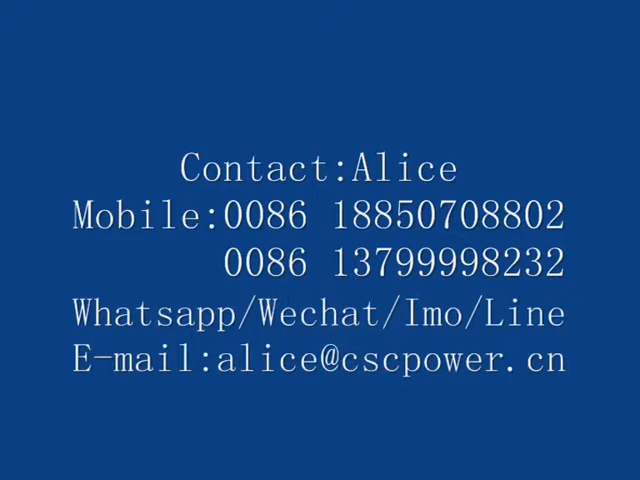 Contact:Alice
Mobile:0086 18850708802
0086 13799998232
Whatsapp/Wechat/Imo/Line
E-mail:alice@cscpower.cn